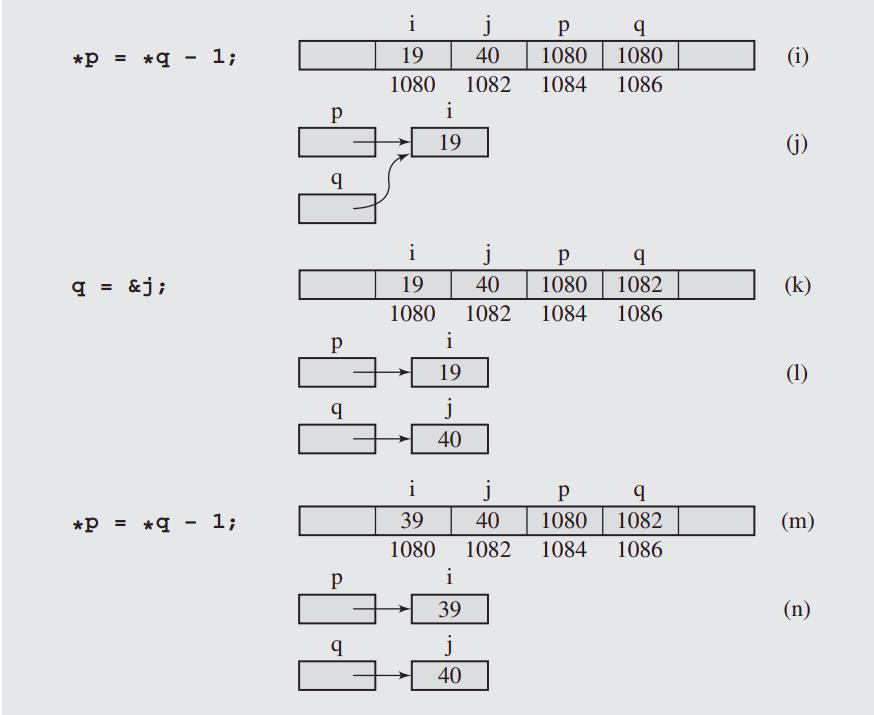 i j p q
*p = *q - 1; 19 40 1080 1080 (i)
1080 1082 1084 1086
p i
19 (j)
q
i j p q
q = &j; 19 40 1080 1082 (k)
1080 1082 1084 1086
p i
19 (l)
q j
40
i j p q
*p = *q - 1; 39 40 1080 1082 (m)
1080 1082 1084 1086
p i
39 (n)
q j
40